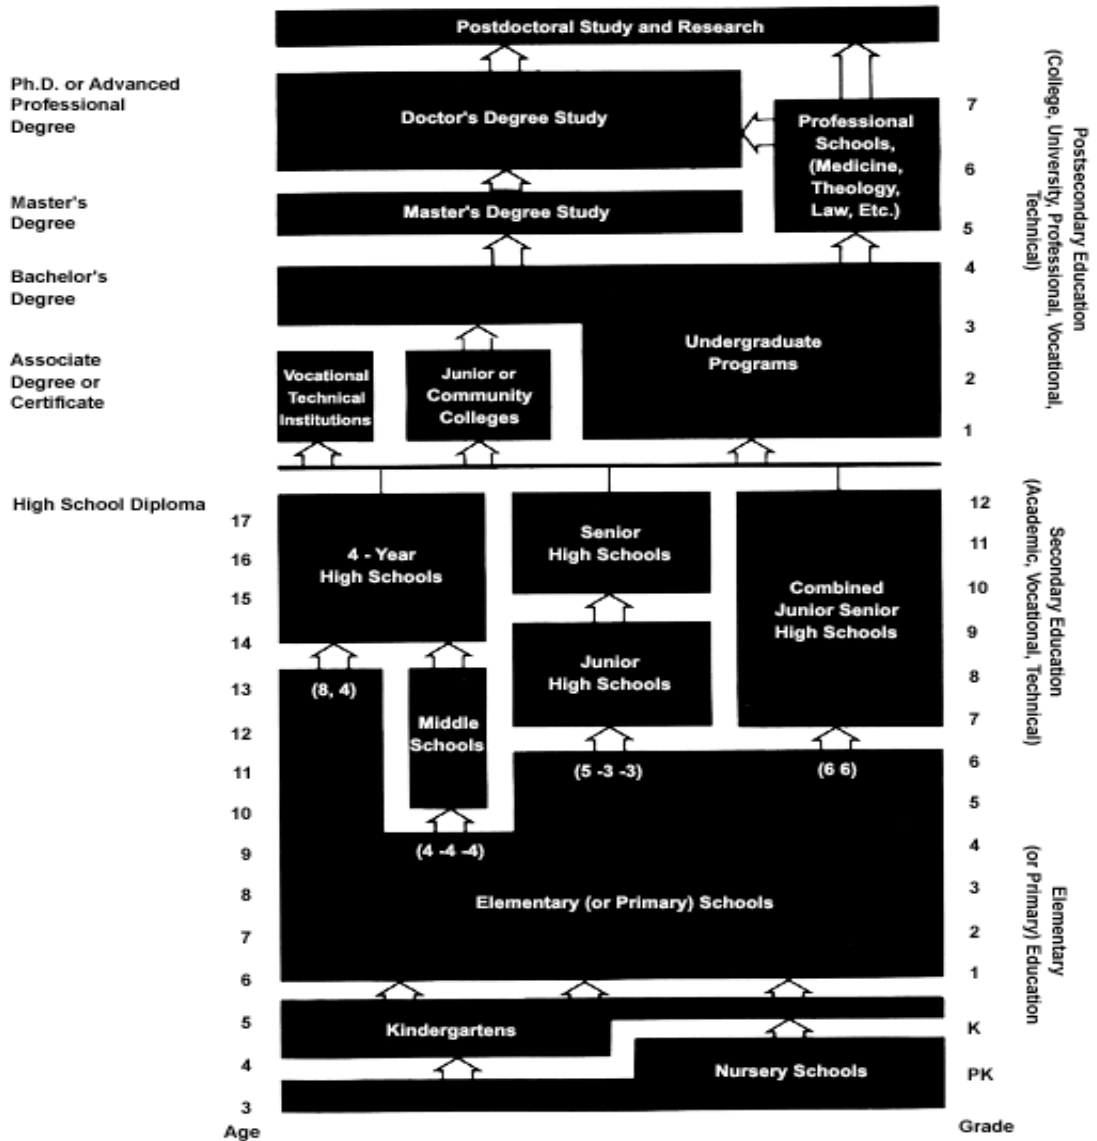 Postdoctoral Study and Research
Ph.D. or Advanced
Professional
Degree
Doctor's Degree Study
Professional
Schools,
(Medicine,
Theology,
Law, Etc.)
7
6
Master's
Degree
Master's Degree Study
5
Bachelor's
Degree
4
3
Undergraduate
Programs
Associate
Degree or
Certificate
Vocational
Technical
Institutions
Junior or
Community
Colleges
2
1
Postsecondary Education
(College, University, Professional, Vocational,
Technical)
High School Diploma
17
16
15
14
13
12
11
10
9
8
7
6
5
4
3
Age
4 - Year
High Schools
Senior
High Schools
Combined
Junior Senior
High Schools
Junior
High Schools
(8, 4)
Middle
Schools
(5 -3 -3)
(6 6)
(4 -4 -4)
Elementary (or Primary) Schools
Kindergartens
Nursery Schools
12
11
10
9
8
7
6
5
4
3
2
1
K
PK
Grade
Secondary Education
(Academic, Vocational, Technical)
Elementary
(or Primary) Education